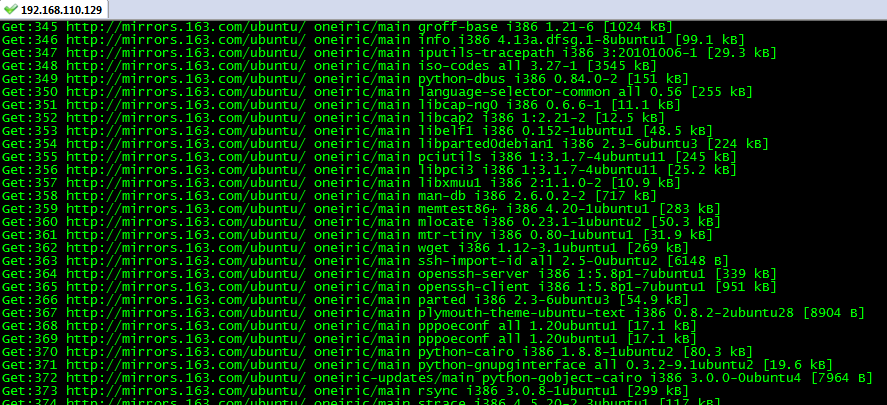 192.168.110.129
Get:345 http://mirrors.163.com/ubuntu/ oneiric/main groff-base i386 1.21-6 [1024 kB]
Get:346 http://mirrors.163.com/ubuntu/ oneiric/main info i386 4.13a.dfsg.1-8ubuntu1 [99.1 kB]
Get:347 http://mirrors.163.com/ubuntu/ oneiric/main iputils-tracepath i386 3:20101006-1 [29.3 kB]
Get:348 http://mirrors.163.com/ubuntu/ oneiric/main iso-codes all 3.27-1 [3545 kB]
Get:349 http://mirrors.163.com/ubuntu/ oneiric/main python-dbus i386 0.84.0-2 [151 kB]
Get:350 http://mirrors.163.com/ubuntu/ oneiric/main language-selector-common all 0.56 [255 kB]
Get:351 http://mirrors.163.com/ubuntu/ oneiric/main libcap-ng0 i386 0.6.6-1 [11.1 kB]
Get:352 http://mirrors.163.com/ubuntu/ oneiric/main libcap2 i386 1:2.21-2 [12.5 kB]
Get:353 http://mirrors.163.com/ubuntu/ oneiric/main libelf1 i386 0.152-1ubuntu1 [48.5 kB]
Get:354 http://mirrors.163.com/ubuntu/ oneiric/main libparted0debian1 i386 2.3-6ubuntu3 [224 kB]
Get:355 http://mirrors.163.com/ubuntu/ oneiric/main pciutils i386 1:3.1.7-4ubuntu11 [245 kB]
Get:356 http://mirrors.163.com/ubuntu/ oneiric/main libpci3 i386 1:3.1.7-4ubuntu11 [25.2 kB]
Get:357 http://mirrors.163.com/ubuntu/ oneiric/main libxmuu1 i386 2:1.1.0-2 [10.9 kB]
Get:358 http://mirrors.163.com/ubuntu/ oneiric/main man-db i386 2.6.0.2-2 [717 kB]
Get:359 http://mirrors.163.com/ubuntu/ oneiric/main memtest86+ i386 4.20-1ubuntu1 [283 kB]
Get:360 http://mirrors.163.com/ubuntu/ oneiric/main mlocate i386 0.23.1-1ubuntu2 [50.3 kB]
Get:361 http://mirrors.163.com/ubuntu/ oneiric/main mtr-tiny i386 0.80-1ubuntu1 [31.9 kB]
Get:362 http://mirrors.163.com/ubuntu/ oneiric/main wget i386 1.12-3.1ubuntu1 [269 kB]
Get:363 http://mirrors.163.com/ubuntu/ oneiric/main ssh-import-id all 2.5-0ubuntu2 [6148 B]
Get:364 http://mirrors.163.com/ubuntu/ oneiric/main openssh-server i386 1:5.8p1-7ubuntu1 [339 kB]
Get:365 http://mirrors.163.com/ubuntu/ oneiric/main openssh-client i386 1:5.8p1-7ubuntu1 [951 kB]
Get:366 http://mirrors.163.com/ubuntu/ oneiric/main parted i386 2.3-6ubuntu3 [54.9 kB]
Get:367 http://mirrors.163.com/ubuntu/ oneiric/main plymouth-theme-ubuntu-text i386 0.8.2-2ubuntu28 [8904 B]
Get:368 http://mirrors.163.com/ubuntu/ oneiric/main pppoeconf all 1.20ubuntu1 [17.1 kB]
Get:369 http://mirrors.163.com/ubuntu/ oneiric/main pppoeconf all 1.20ubuntu1 [17.1 kB]
Get:370 http://mirrors.163.com/ubuntu/ oneiric/main python-cairo i386 1.8.8-1ubuntu2 [80.3 kB]
Get:371 http://mirrors.163.com/ubuntu/ oneiric/main python-gnupginterface all 0.3.2-9.1ubuntu2 [19.6 kB]
Get:372 http://mirrors.163.com/ubuntu/ oneiric-updates/main python-gobject-cairo i386 3.0.0-0ubuntu4 [7964 B]
Get:373 http://mirrors.163.com/ubuntu/ oneiric/main rsync i386 3.0.8-1ubuntu1 [299 kB]
Get:374 http://mirrors.163.com/ubuntu/ oneiric/main strace i386 4.5.20-2.3ubuntu1 [117 kB]